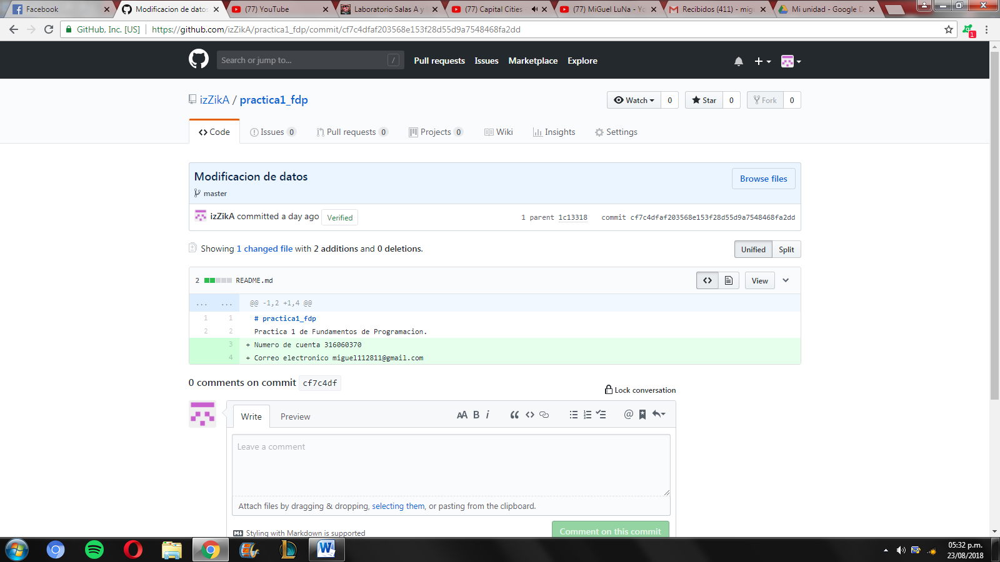 Facebook
Modificacion de datos
(77) YouTube
Laboratorio Salas A y
(77) Capital Cities
(77) MiGuel LuNa - Yo
Recibidos (411) - migu
Mi unidad - Google D
GitHub, Inc. [US]
https://github.com/izZikA/practica1_fdp/commit/cf7c4dfaf203568e153f28d55d9a7548468fa2dd
1
Search or jump to...
/
Pull requests
Issues
Marketplace
Explore
izZikA / practica1_fdp
Watch 0
Star 0
Fork 0
Code
Issues 0
Pull requests 0
Projects 0
Wiki
Insights
Settings
Modificacion de datos
Browse files
master
izZikA committed a day ago Verified
1 parent 1c13318 commit cf7c4dfaf203568e153f28d55d9a7548468fa2dd
Showing 1 changed file with 2 additions and 0 deletions.
Unified Split
2 README.md
View
... ... @@ -1,2 +1,4 @@
1 1 # practica1_fdp
2 2 Practica 1 de Fundamentos de Programacion.
3 + Numero de cuenta 316060370
4 + Correo electronico miguel112811@gmail.com
0 comments on commit cf7c4df
Lock conversation
Write Preview
AA B i
Leave a comment
Attach files by dragging & dropping, selecting them, or pasting from the clipboard.
Styling with Markdown is supported
Comment on this commit
05:32 p.m.
23/08/2018